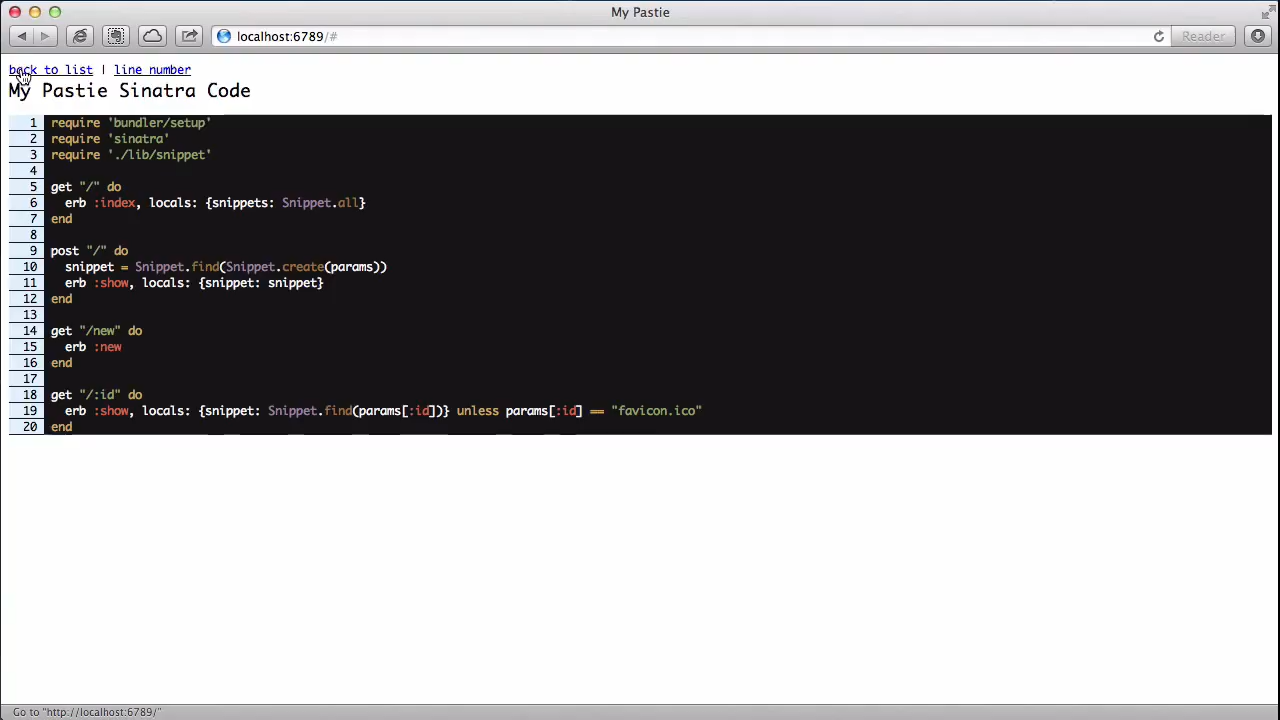 My Pastie
localhost:6789/#
Reader
back to list | line number
My Pastie Sinatra Code
1 require 'bundler/setup'
2 require 'sinatra'
3 require './lib/snippet'
4
5 get "/" do
6 erb :index, locals: {snippets: Snippet.all}
7 end
8
9 post "/" do
10 snippet = Snippet.find(Snippet.create(params))
11 erb :show, locals: {snippet: snippet}
12 end
13
14 get "/new" do
15 erb :new
16 end
17
18 get "/:id" do
19 erb :show, locals: {snippet: Snippet.find(params[:id])} unless params[:id] == "favicon.ico"
20 end
Go to "http://localhost:6789/"